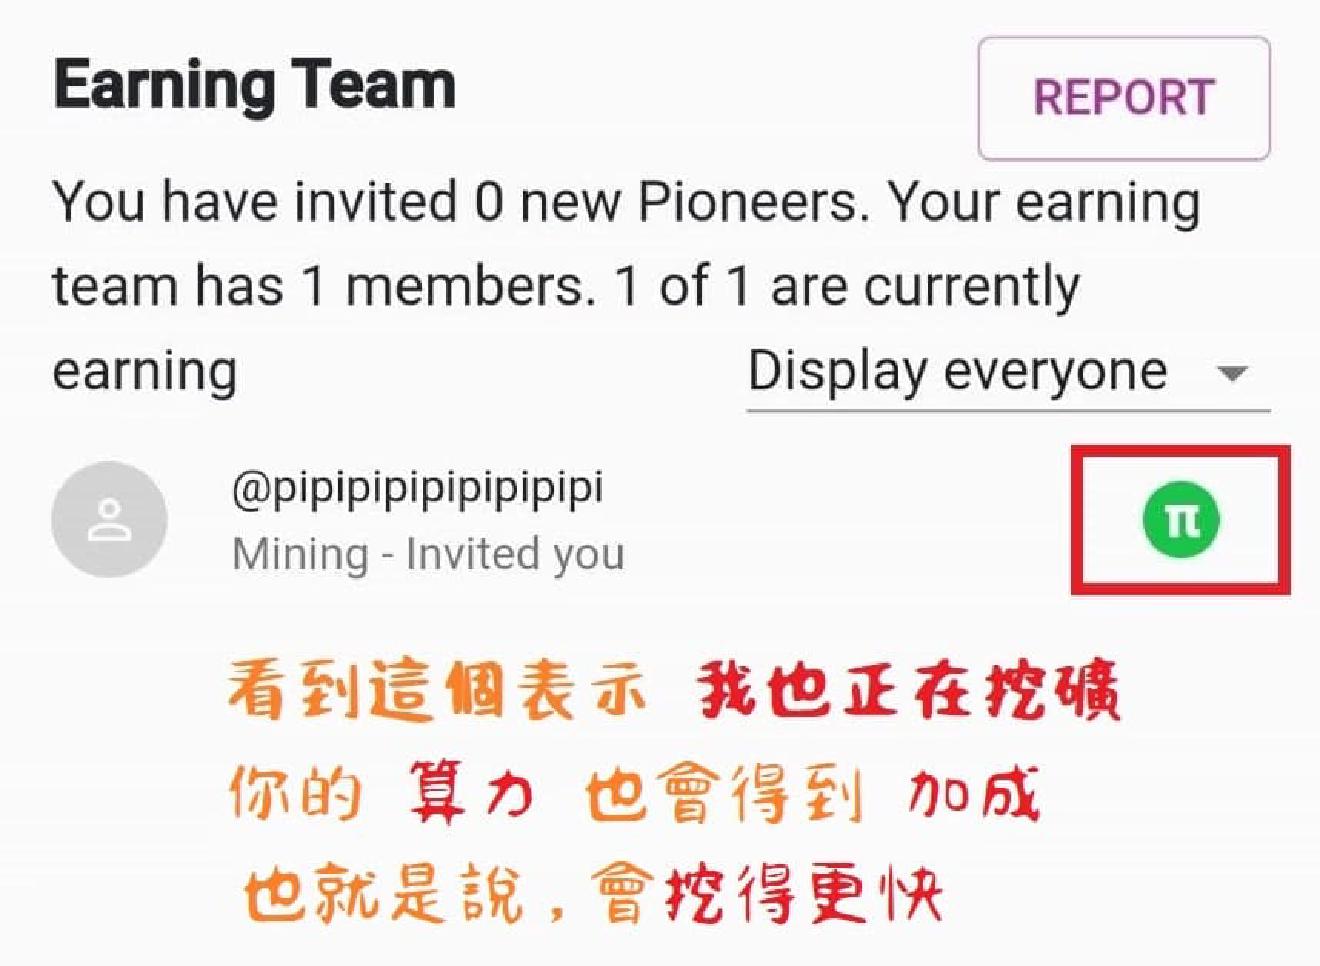 Earning Team
REPORT
You have invited 0 new Pioneers. Your earning
team has 1 members. 1 of 1 are currently
earning
Display everyone
@pipipipipipipipipi
Mining - Invited you
π
看到這個表示 我也正在挖礦
你的 算力 也會得到 加成
也就是說，會挖得更快